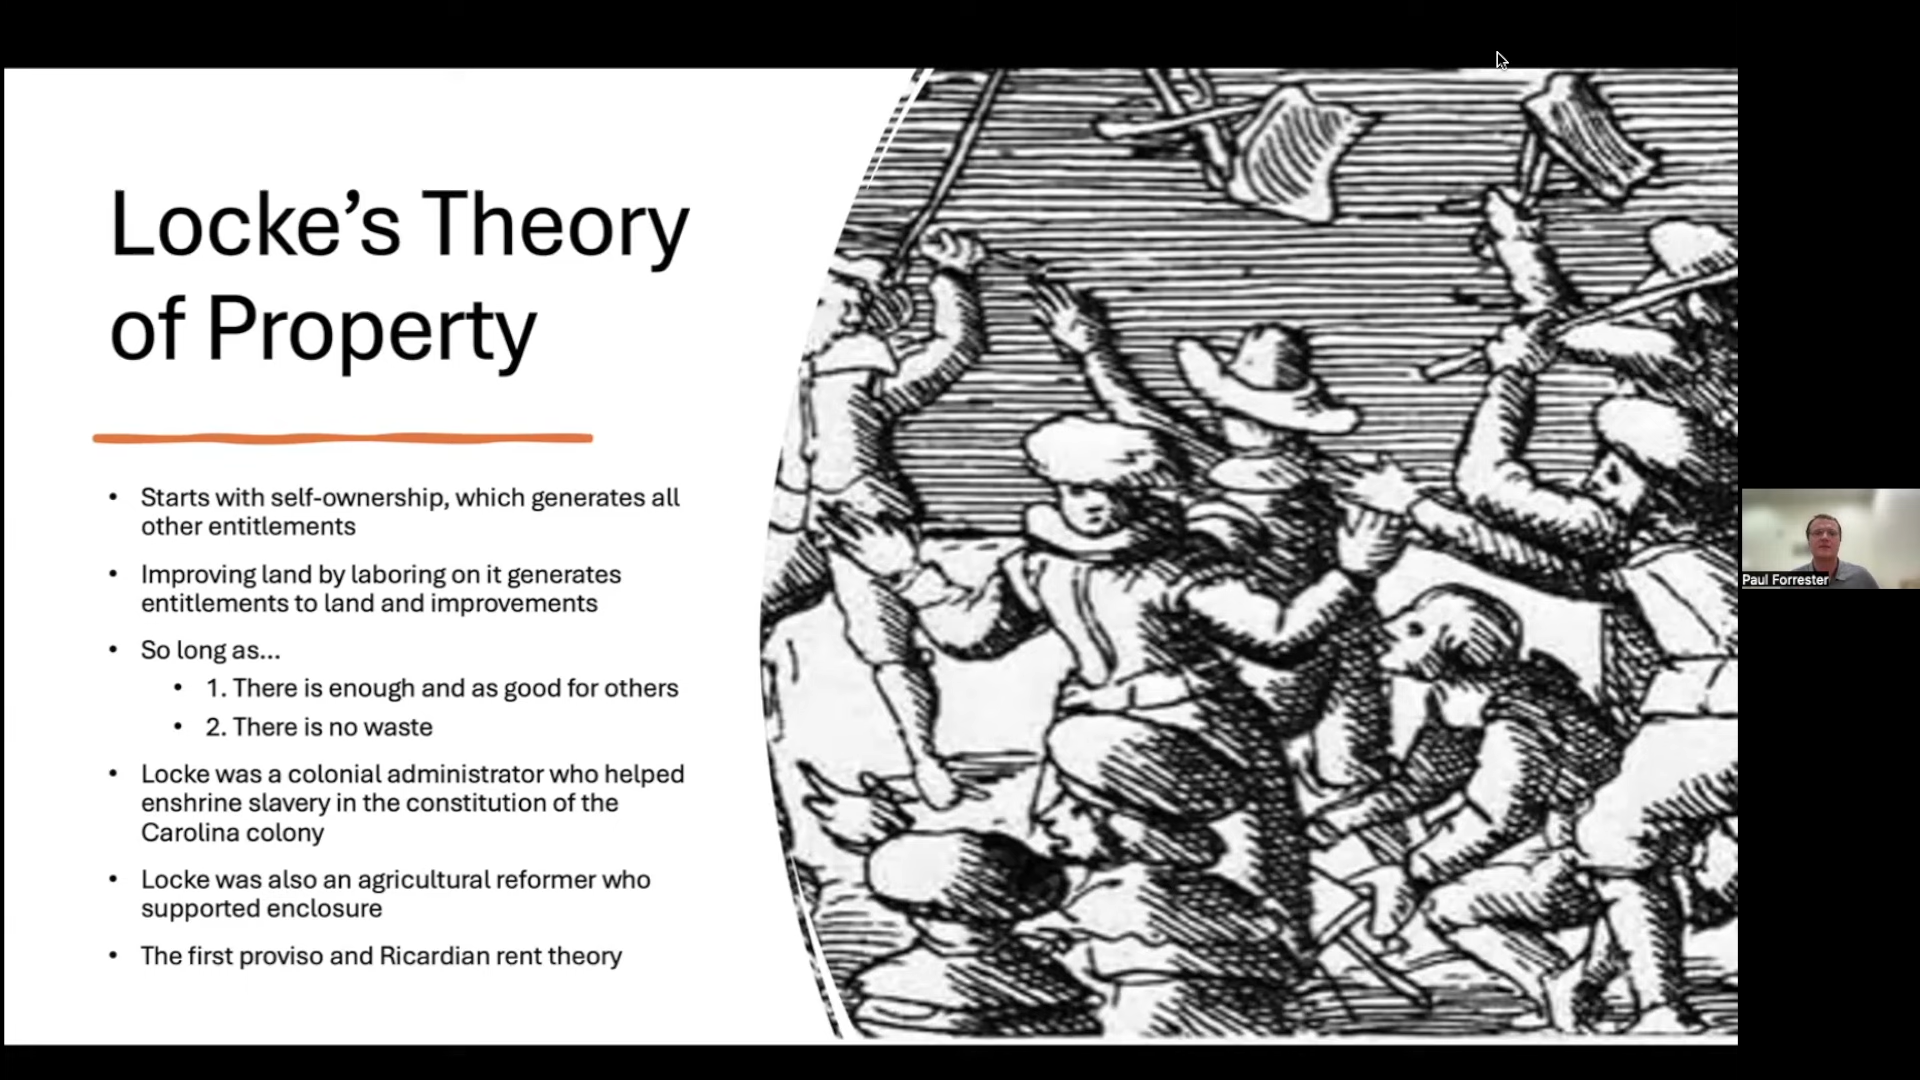 Locke’s Theory
of Property
• Starts with self-ownership, which generates all
other entitlements
• Improving land by laboring on it generates
entitlements to land and improvements
• So long as...
• 1. There is enough and as good for others
• 2. There is no waste
• Locke was a colonial administrator who helped
enshrine slavery in the constitution of the
Carolina colony
• Locke was also an agricultural reformer who
supported enclosure
• The first proviso and Ricardian rent theory
Paul Forrester